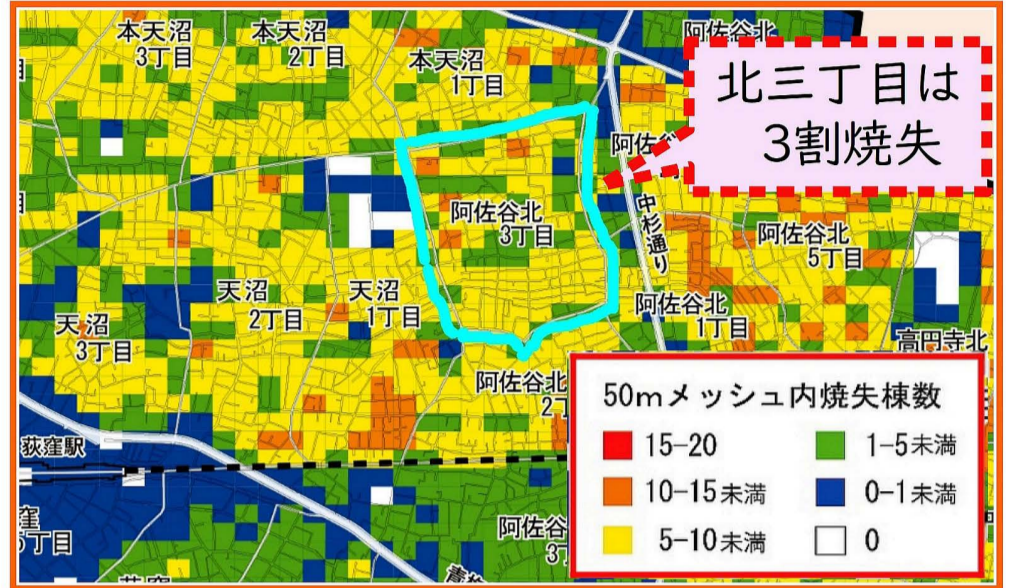 本天沼
3丁目
本天沼
2丁目
本天沼
1丁目
阿佐谷北
北三丁目は
3割焼失
阿佐谷北
3丁目
中杉通り
阿佐谷北
5丁目
天沼
3丁目
天沼
2丁目
天沼
1丁目
阿佐谷北
1丁目
高円寺北
阿佐谷北
2丁
荻窪駅
阿佐谷
3丁
丁目
50mメッシュ内焼失棟数
15-20
10-15未満
5-10未満
1-5未満
0-1未満
0